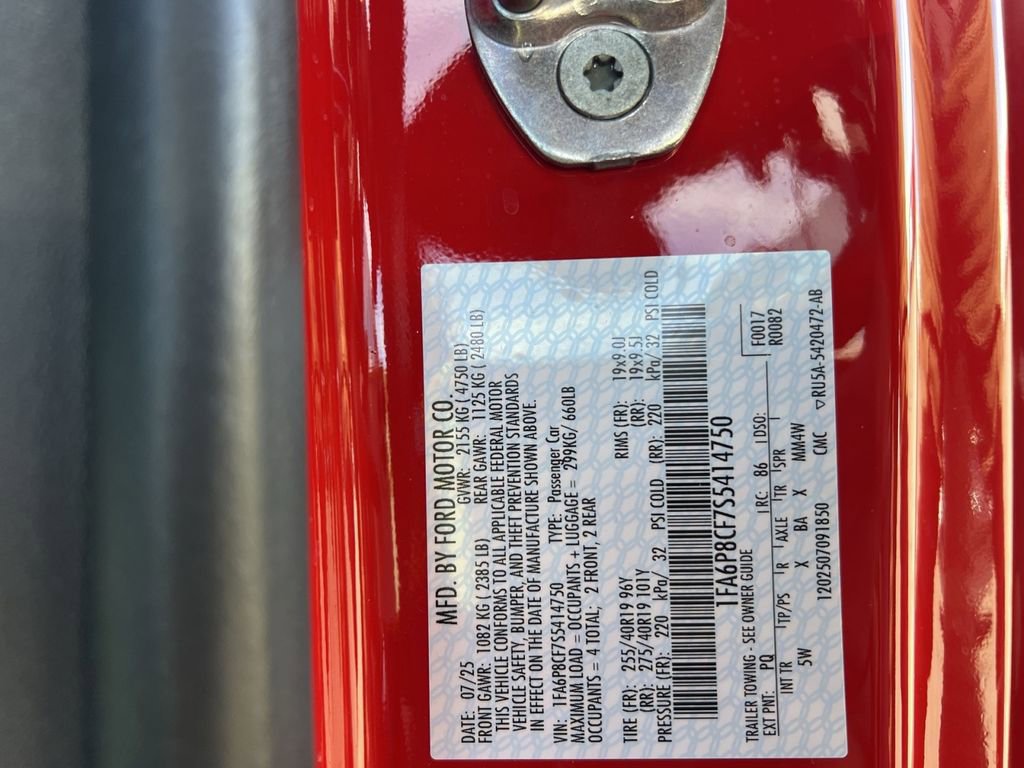 MFD. BY FORD MOTOR CO.
DATE: 07/25 GVWR: 2155 KG ( 4750 LB)
FRONT GAWR: 1082 KG ( 2385 LB) REAR GAWR: 1125 KG ( 2480 LB)
THIS VEHICLE CONFORMS TO ALL APPLICABLE FEDERAL MOTOR
VEHICLE SAFETY, BUMPER, AND THEFT PREVENTION STANDARDS
IN EFFECT ON THE DATE OF MANUFACTURE SHOWN ABOVE.
VIN: 1FA6P8CF7S5414750 TYPE: Passenger Car
MAXIMUM LOAD = OCCUPANTS + LUGGAGE = 299KG/ 660LB
OCCUPANTS = 4 TOTAL; 2 FRONT, 2 REAR
TIRE (FR): 255/40R19 96Y RIMS (FR): 19x9.0J
(RR): 275/40R19 101Y (RR): 19x9.5J
PRESSURE (FR): 220 kPa/ 32 PSI COLD (RR): 220 kPa/ 32 PSI COLD
1FA6P8CF7S5414750
TRAILER TOWING - SEE OWNER GUIDE F0017
EXT PNT: PQ RC: 86 DSO: R0082
INT TR TP/PS R AXLE TR SPR
5W X BA X MM4W
120250709 1850 CMC ▽RU5A-5420472-AB